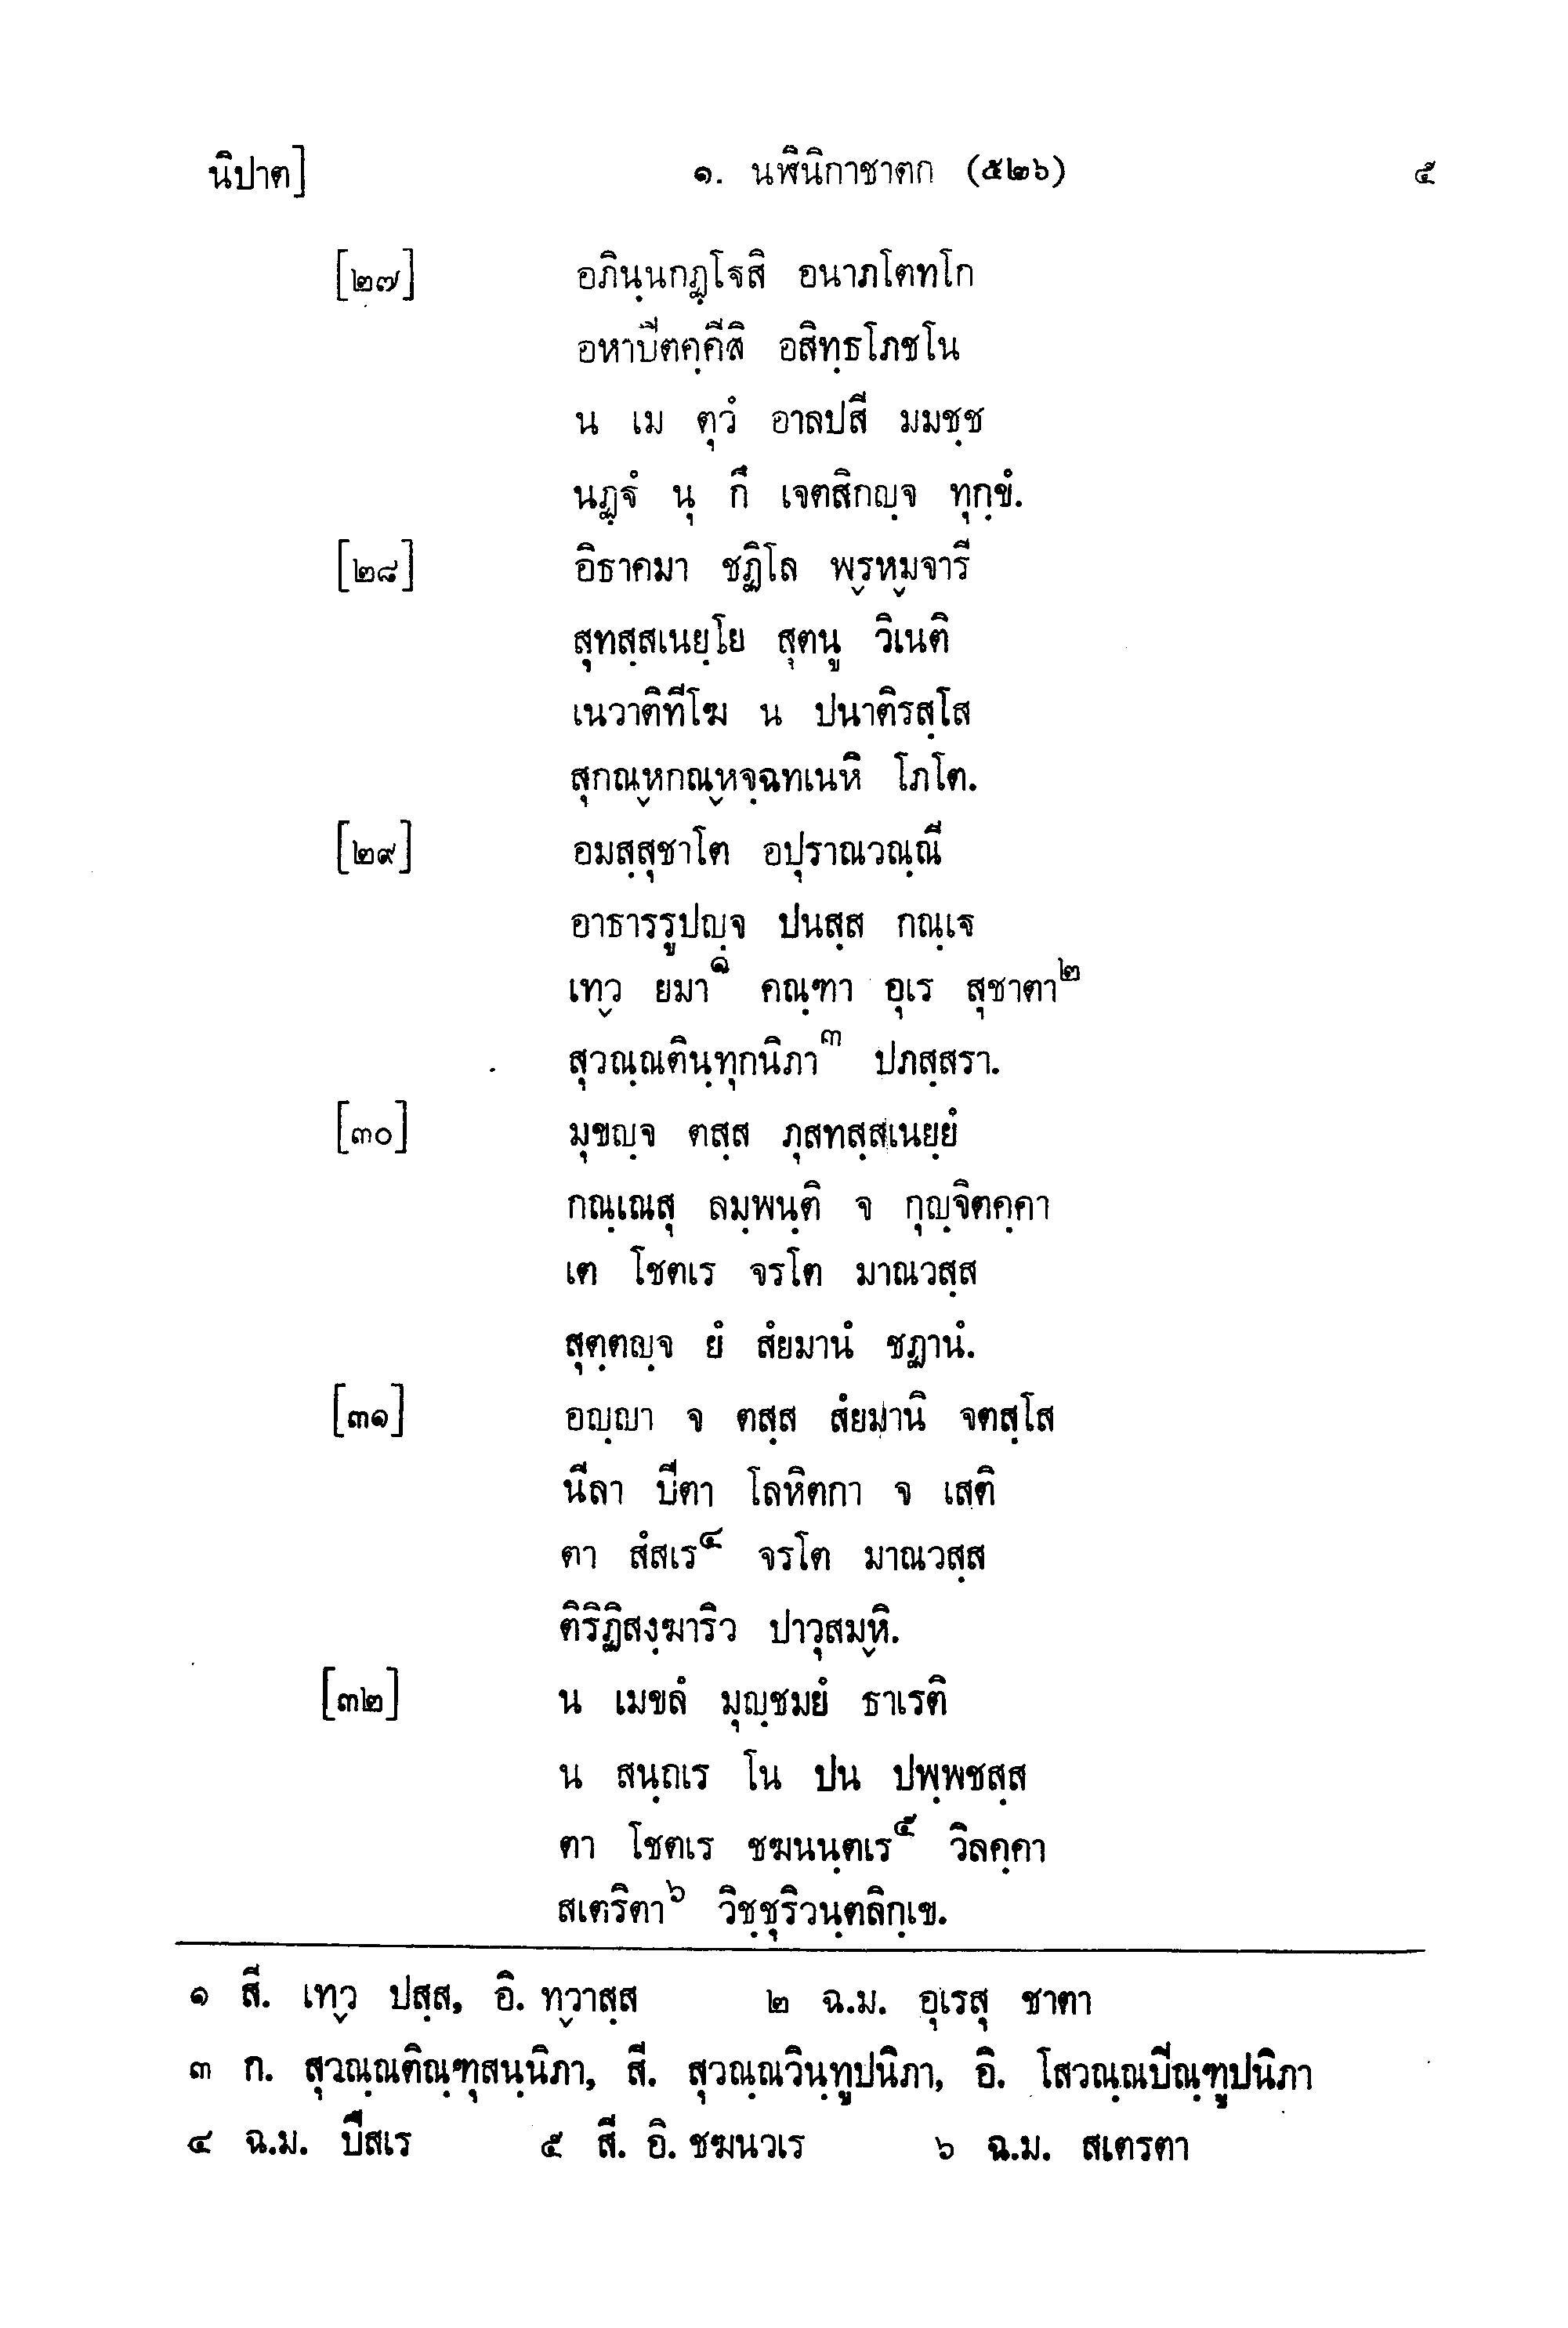 นิปาต] ๑. นฬินิกาชาตก (๕๒๖) ๕
[๒๗] อภินฺนกฏฺโฐสิ อนาภโตทโก
อหาปิตคฺคีสิ อสิทฺธโภชโน
น เม ตุวํ อาลปสี มมชฺช
นฏฺฐํ นุ กึ เจตสิกญฺจ ทุกฺขํ.
[๒๘] อิธาคมา ชฏิโล พฺรหฺมจารี
สุทสฺสเนยฺโย สุตนู วิเนติ
เนวาติทีโฆ น ปนาติรสฺโส
สุกณฺหกณฺหจฺฉทเนหิ โภโต.
[๒๙] อมสฺสุชาโต อปุราณวณฺณี
อาธารรูปญฺจ ปนสฺส กณฺเฐ
เทฺว ยมา๑ คณฺฑา อุเร สุชาตา๒
สุวณฺณตินฺทุกนิภา๓ ปภสฺสรา.
[๓๐] มุขญฺจ ตสฺส ภุสทสฺสเนยฺยํ
กณฺเณสุ ลมฺพนฺติ จ กุญฺจิตคฺคา
เต โชตเร จรโต มาณวสฺส
สุตฺตญฺจ ยํ สํยมานํ ชฏานํ.
[๓๑] อญฺญา จ ตสฺส สํยมานิ จตสฺโส
นีลา ปีตา โลหิตกา จ เสติ
ตา สํสเร๔ จรโต มาณวสฺส
ติริฏิสงฺฆาริว ปาวุสมฺหิ.
[๓๒] น เมขลํ มุญฺชมยํ ธาเรติ
น สนฺถเร โน ปน ปพฺพชสฺส
ตา โชตเร ชฆนนฺตเร๕ วิลคฺคา
สเตริตา๖ วิชฺชุริวนฺตลิกฺเข.
๑ สี. เทฺว ปสฺส, อิ. ทฺวาสฺส ๒ ฉ.ม. อุเรสุ ชาตา
๓ ก. สุวณฺณติณฺฑุสนฺนิภา, สี. สุวณฺณวินฺทูปนิภา, อิ. โสวณฺณปีณฺฑูปนิภา
๔ ฉ.ม. ปึสเร ๕ สี. อิ. ชฆนวเร ๖ ฉ.ม. สเตรตา